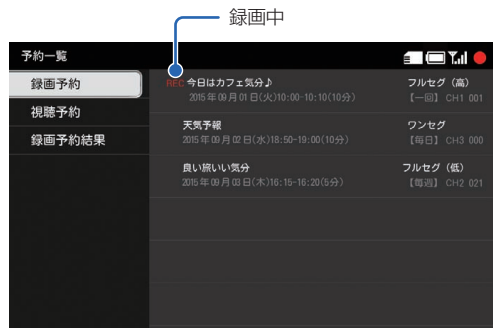 録画中
予約一覧
録画予約
視聴予約
録画予約結果
REC 今日はカフェ気分♪ フルセグ（高）
2015年09月01日(火)10:00-10:10(10分) 【一回】 CH1 001
天気予報 ワンセグ
2015年09月02日(水)18:50-19:00(10分) 【毎日】 CH3 000
良い旅いい気分 フルセグ（低）
2015年09月03日(木)16:15-16:20(5分) 【毎週】 CH2 021